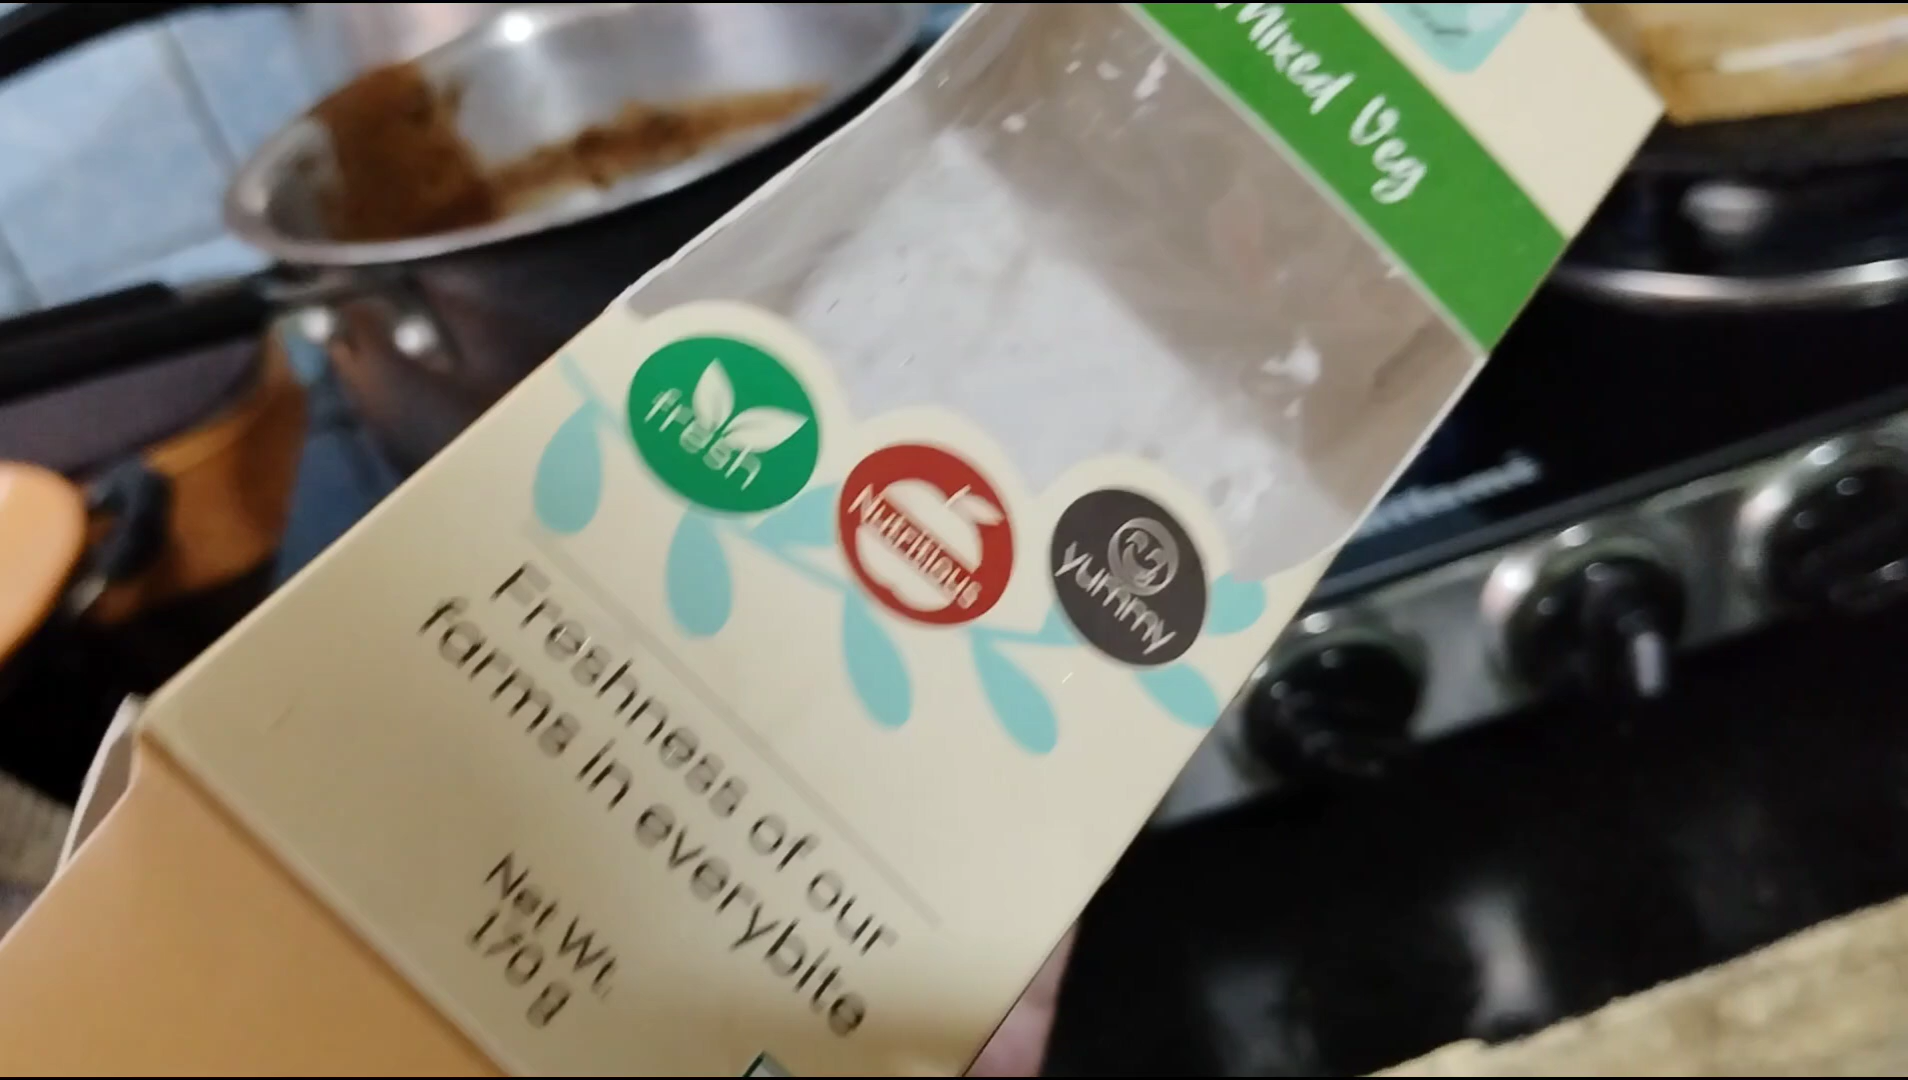 Mixed Veg
fresh
Nutritious
yummy
Freshness of our
farms in everybite
Net Wt.
170 g